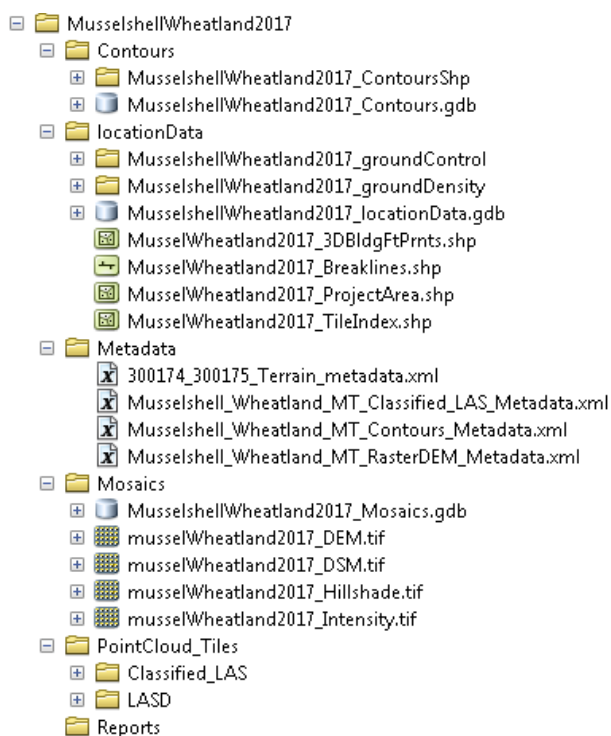 MusselshellWheatland2017
Contours
MusselshellWheatland2017_ContoursShp
MusselshellWheatland2017_Contours.gdb
locationData
MusselshellWheatland2017_groundControl
MusselshellWheatland2017_groundDensity
MusselshellWheatland2017_locationData.gdb
MusselWheatland2017_3DBldgFtPrnts.shp
MusselWheatland2017_Breaklines.shp
MusselWheatland2017_ProjectArea.shp
MusselWheatland2017_TileIndex.shp
Metadata
300174_300175_Terrain_metadata.xml
Musselshell_Wheatland_MT_Classified_LAS_Metadata.xml
Musselshell_Wheatland_MT_Contours_Metadata.xml
Musselshell_Wheatland_MT_RasterDEM_Metadata.xml
Mosaics
MusselshellWheatland2017_Mosaics.gdb
musselWheatland2017_DEM.tif
musselWheatland2017_DSM.tif
musselWheatland2017_Hillshade.tif
musselWheatland2017_Intensity.tif
PointCloud_Tiles
Classified_LAS
LASD
Reports